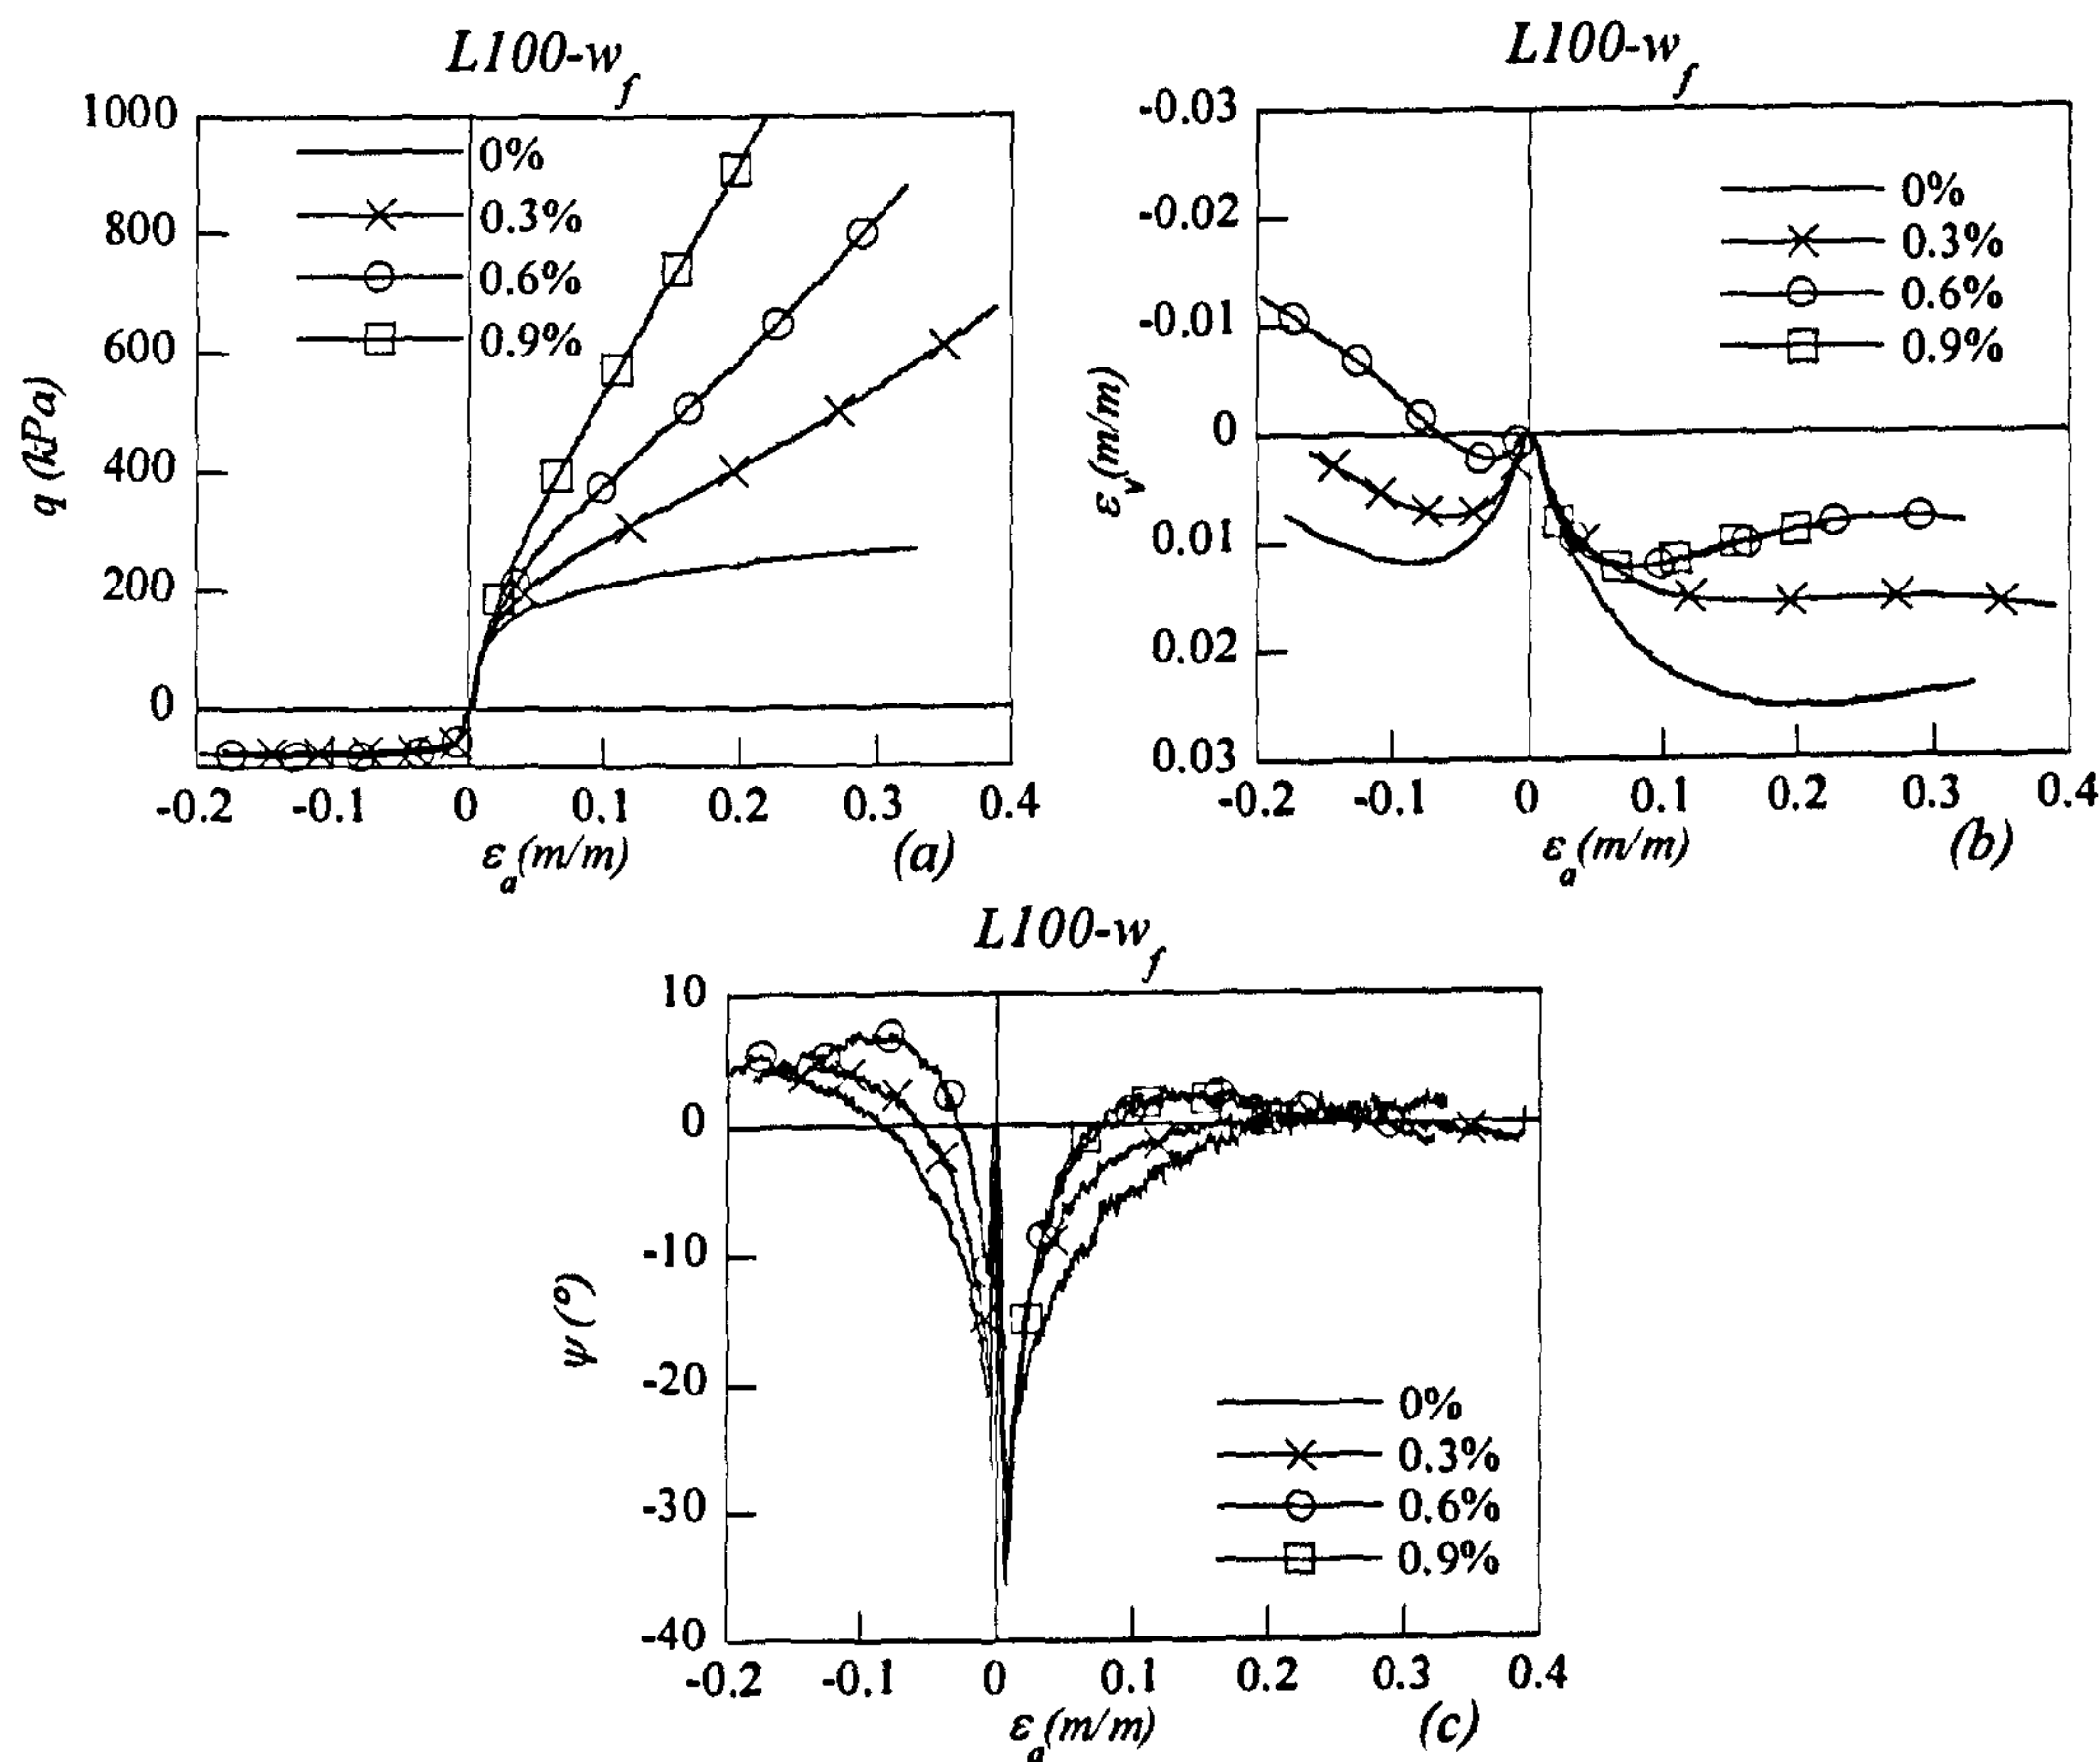 L100-w_f
1000
800
600
400
200
0
q (kPa)
0%
0.3%
0.6%
0.9%
-0.2 -0.1 0 0.1 0.2 0.3 0.4
ε_a (m/m) (a)
L100-w_f
-0.03
-0.02
-0.01
0
0.01
0.02
0.03
ε_v (m/m)
0%
0.3%
0.6%
0.9%
-0.2 -0.1 0 0.1 0.2 0.3 0.4
ε_a (m/m) (b)
L100-w_f
10
0
-10
-20
-30
-40
ψ (°)
0%
0.3%
0.6%
0.9%
-0.2 -0.1 0 0.1 0.2 0.3 0.4
ε_a (m/m) (c)